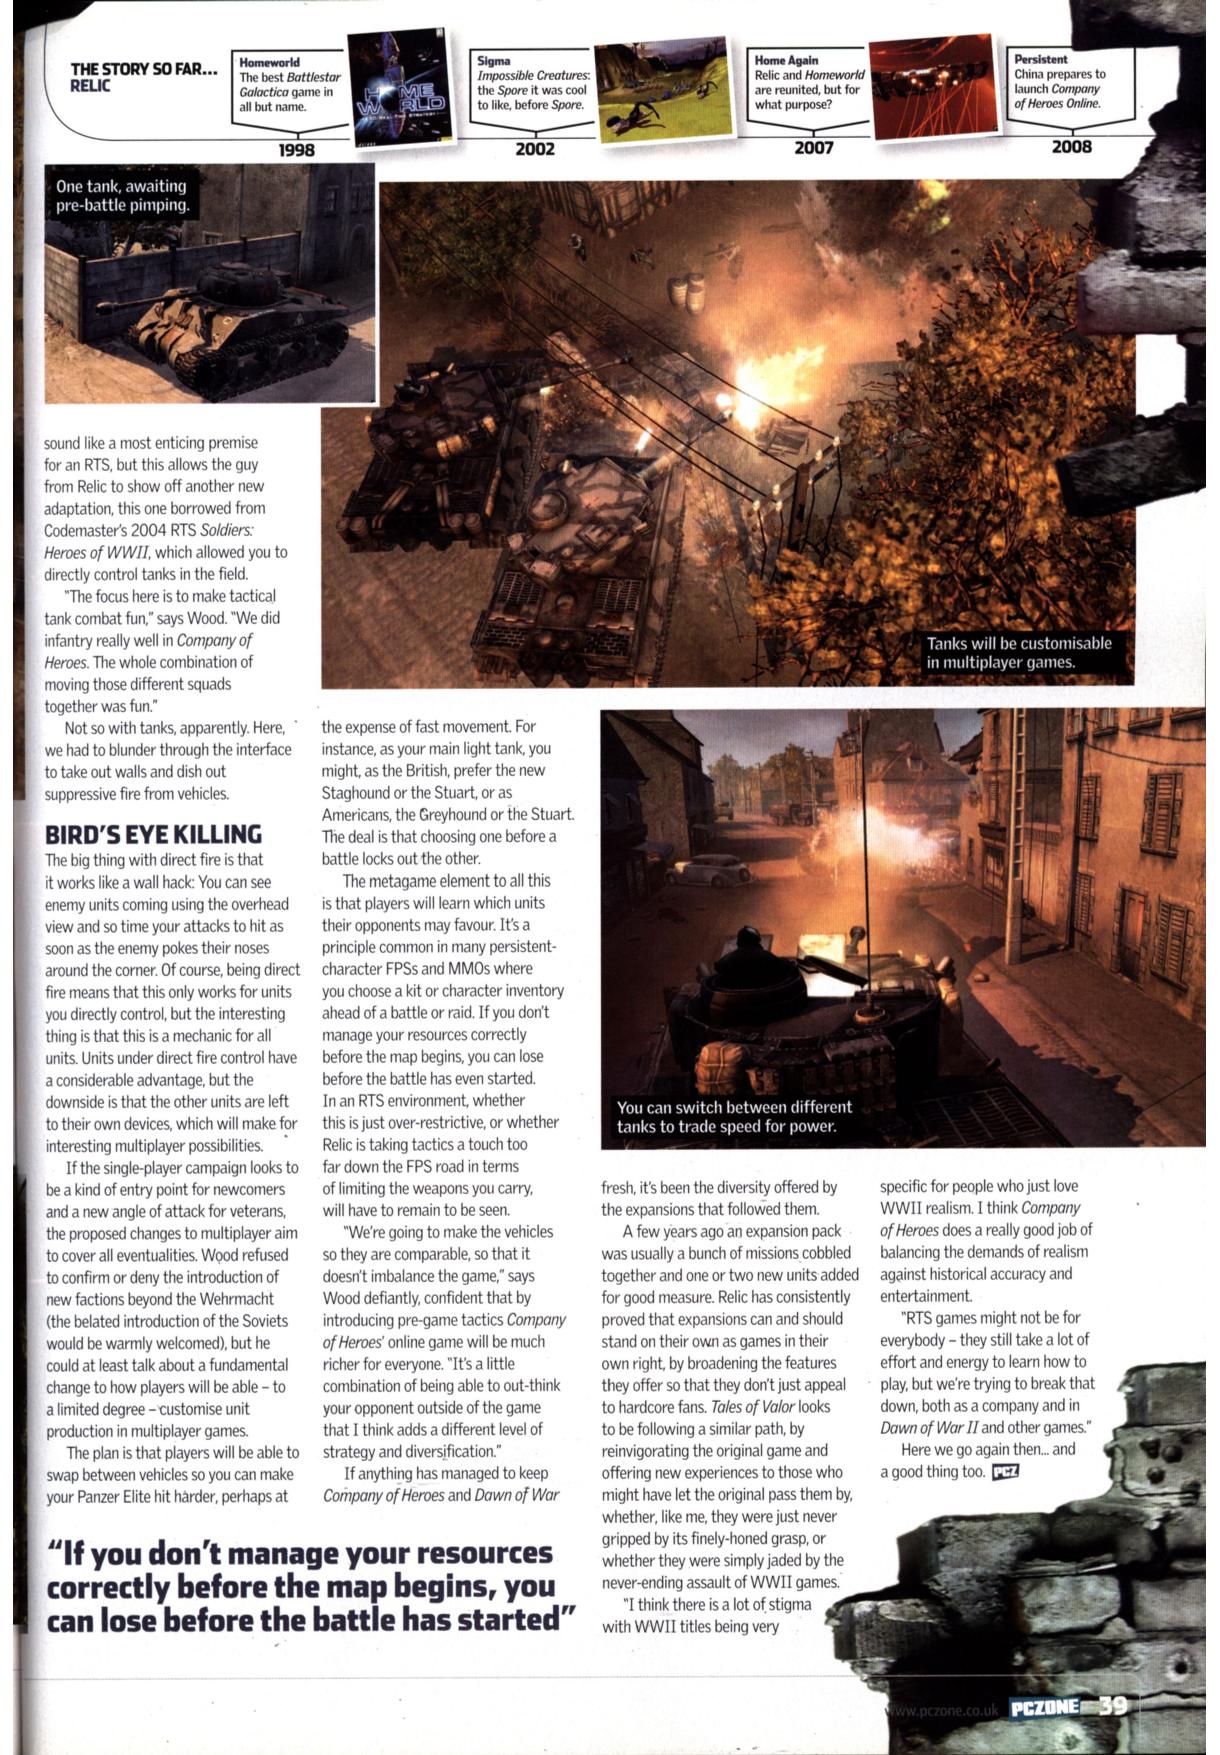 THE STORY SO FAR...
RELIC
Homeworld
The best Battlestar
Galactica game in
all but name.
1998
HOMEWORLD
Sigma
Impossible Creatures:
the Spore it was cool
to like, before Spore.
2002
Home Again
Relic and Homeworld
are reunited, but for
what purpose?
2007
Persistent
China prepares to
launch Company
of Heroes Online.
2008
One tank, awaiting
pre-battle pimping.
Tanks will be customisable
in multiplayer games.
sound like a most enticing premise
for an RTS, but this allows the guy
from Relic to show off another new
adaptation, this one borrowed from
Codemaster's 2004 RTS Soldiers:
Heroes of WWII, which allowed you to
directly control tanks in the field.
"The focus here is to make tactical
tank combat fun," says Wood. "We did
infantry really well in Company of
Heroes. The whole combination of
moving those different squads
together was fun."
Not so with tanks, apparently. Here,
we had to blunder through the interface
to take out walls and dish out
suppressive fire from vehicles.
BIRD'S EYE KILLING
The big thing with direct fire is that
it works like a wall hack: You can see
enemy units coming using the overhead
view and so time your attacks to hit as
soon as the enemy pokes their noses
around the corner. Of course, being direct
fire means that this only works for units
you directly control, but the interesting
thing is that this is a mechanic for all
units. Units under direct fire control have
a considerable advantage, but the
downside is that the other units are left
to their own devices, which will make for
interesting multiplayer possibilities.
If the single-player campaign looks to
be a kind of entry point for newcomers
and a new angle of attack for veterans,
the proposed changes to multiplayer aim
to cover all eventualities. Wood refused
to confirm or deny the introduction of
new factions beyond the Wehrmacht
(the belated introduction of the Soviets
would be warmly welcomed), but he
could at least talk about a fundamental
change to how players will be able – to
a limited degree – customise unit
production in multiplayer games.
The plan is that players will be able to
swap between vehicles so you can make
your Panzer Elite hit harder, perhaps at
the expense of fast movement. For
instance, as your main light tank, you
might, as the British, prefer the new
Staghound or the Stuart, or as
Americans, the Greyhound or the Stuart.
The deal is that choosing one before a
battle locks out the other.
The metagame element to all this
is that players will learn which units
their opponents may favour. It's a
principle common in many persistent-
character FPSs and MMOs where
you choose a kit or character inventory
ahead of a battle or raid. If you don't
manage your resources correctly
before the map begins, you can lose
before the battle has even started.
In an RTS environment, whether
this is just over-restrictive, or whether
Relic is taking tactics a touch too
far down the FPS road in terms
of limiting the weapons you carry,
will have to remain to be seen.
"We're going to make the vehicles
so they are comparable, so that it
doesn't imbalance the game," says
Wood defiantly, confident that by
introducing pre-game tactics Company
of Heroes' online game will be much
richer for everyone. "It's a little
combination of being able to out-think
your opponent outside of the game
that I think adds a different level of
strategy and diversification."
If anything has managed to keep
Company of Heroes and Dawn of War
You can switch between different
tanks to trade speed for power.
fresh, it's been the diversity offered by
the expansions that followed them.
A few years ago an expansion pack
was usually a bunch of missions cobbled
together and one or two new units added
for good measure. Relic has consistently
proved that expansions can and should
stand on their own as games in their
own right, by broadening the features
they offer so that they don't just appeal
to hardcore fans. Tales of Valor looks
to be following a similar path, by
reinvigorating the original game and
offering new experiences to those who
might have let the original pass them by,
whether, like me, they were just never
gripped by its finely-honed grasp, or
whether they were simply jaded by the
never-ending assault of WWII games.
"I think there is a lot of stigma
with WWII titles being very
specific for people who just love
WWII realism. I think Company
of Heroes does a really good job of
balancing the demands of realism
against historical accuracy and
entertainment.
"RTS games might not be for
everybody – they still take a lot of
effort and energy to learn how to
play, but we're trying to break that
down, both as a company and in
Dawn of War II and other games."
Here we go again then... and
a good thing too. PCZ
"If you don't manage your resources
correctly before the map begins, you
can lose before the battle has started"
www.pczone.co.uk PCZONE 39